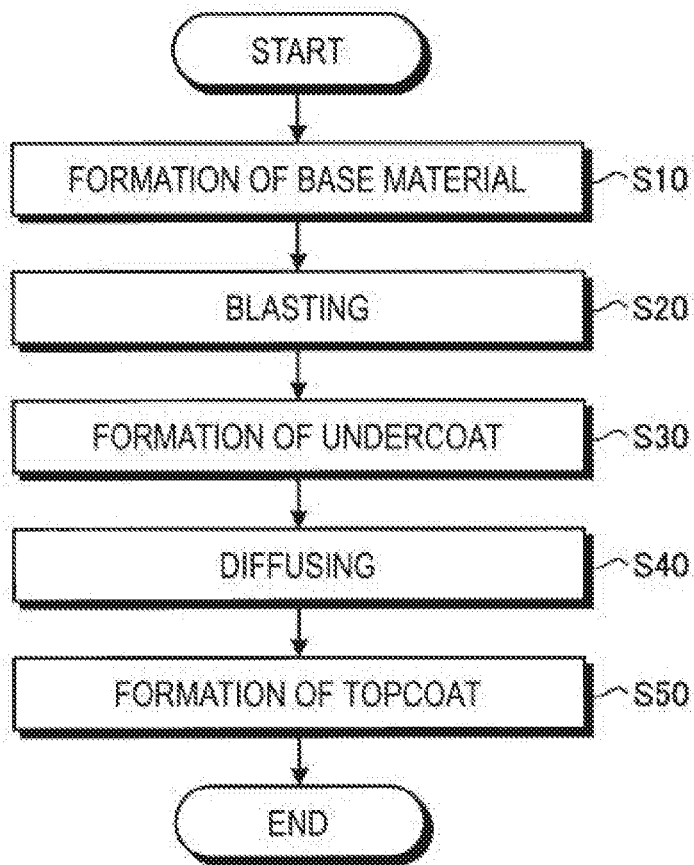 START
FORMATION OF BASE MATERIAL S10
BLASTING S20
FORMATION OF UNDERCOAT S30
DIFFUSING S40
FORMATION OF TOPCOAT S50
END